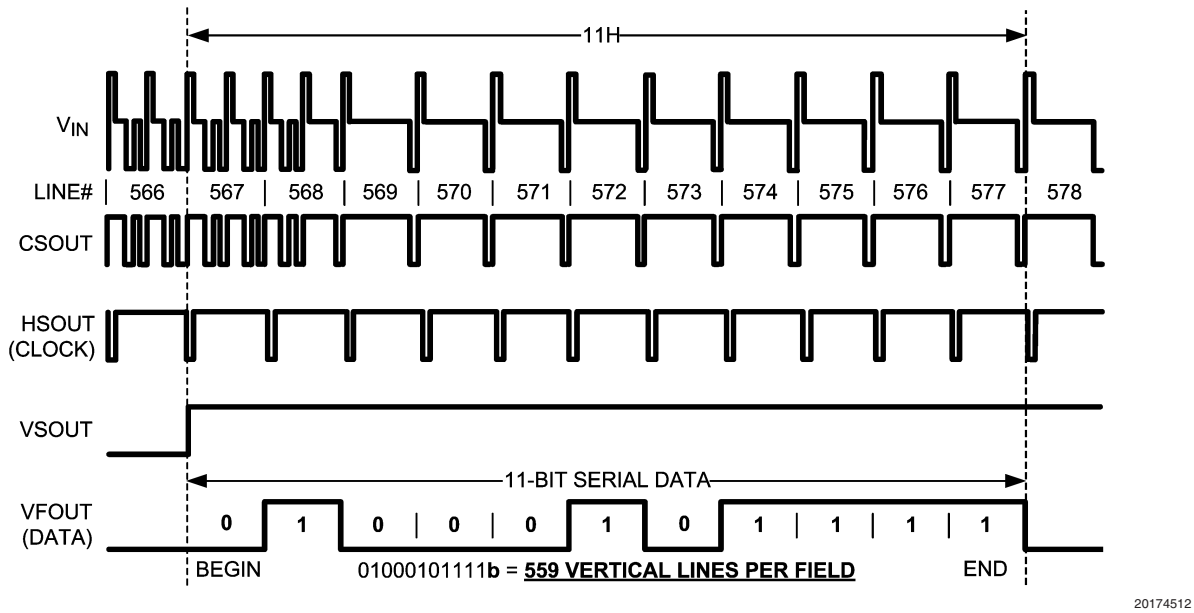 11H
VIN
LINE# | 566 | 567 | 568 | 569 | 570 | 571 | 572 | 573 | 574 | 575 | 576 | 577 | 578
CSOUT
HSOUT
(CLOCK)
VSOUT
11-BIT SERIAL DATA
VFOUT
(DATA)
0 1 0 | 0 | 0 1 0 1 | 1 | 1 | 1
BEGIN 01000101111b = 559 VERTICAL LINES PER FIELD END
20174512